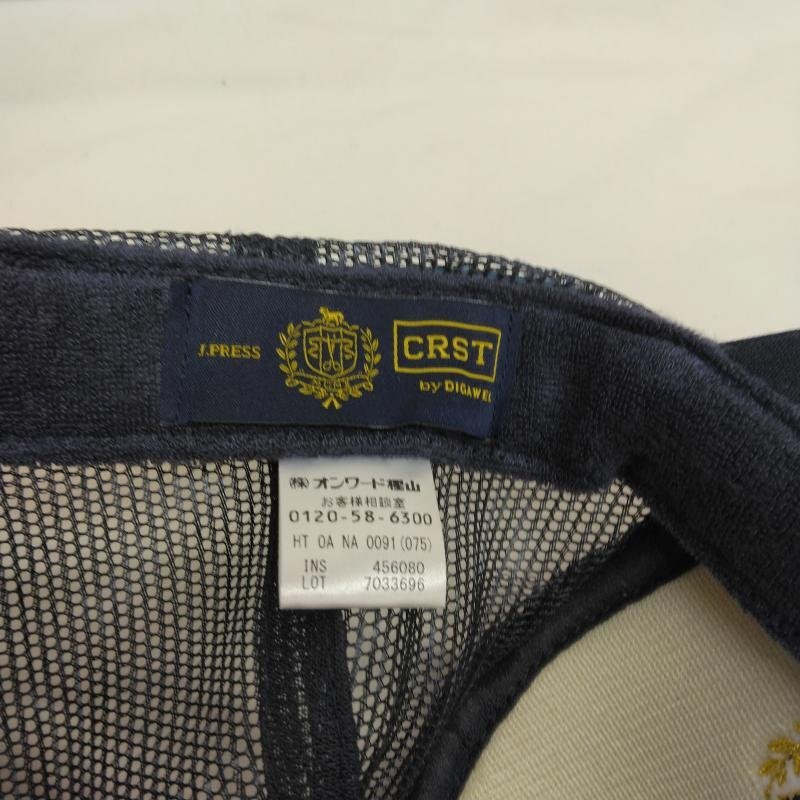 J.PRESS
CRST
by DIGAWEL
(株)オンワード樫山
お客様相談室
0120-58-6300
HT OA NA 0091(075)
INS 456080
LOT 7033696